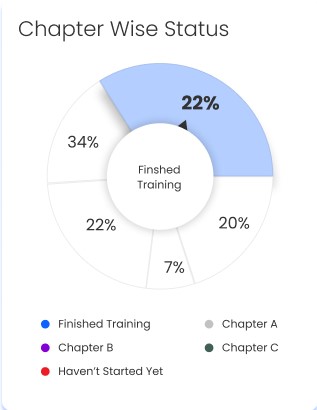 Chapter Wise Status
22%
34%
Finshed
Training
22%
20%
7%
Finished Training
Chapter A
Chapter B
Chapter C
Haven't Started Yet